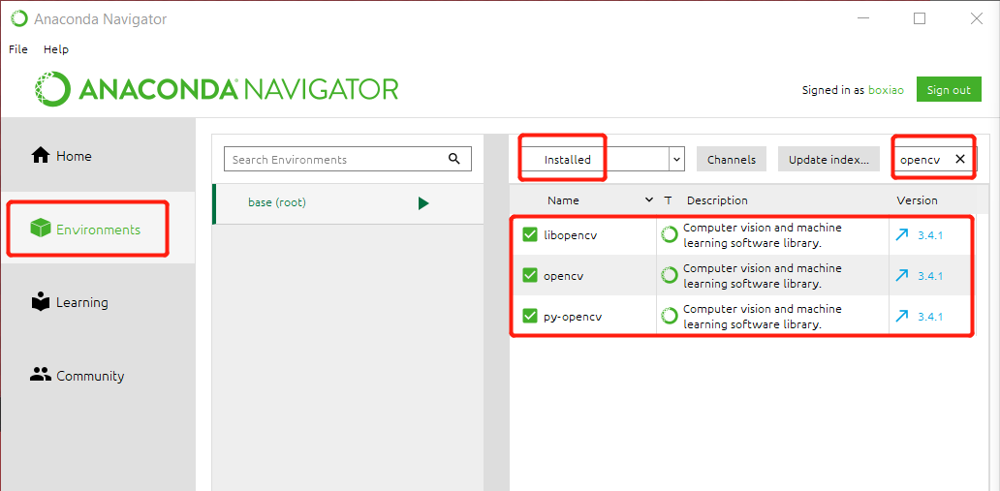 Anaconda Navigator
File Help
ANACONDA NAVIGATOR
Signed in as boxiao Sign out
Home
Environments
Learning
Community
Search Environments
base (root)
Installed Channels Update index... opencv
Name T Description Version
libopencv Computer vision and machine 3.4.1
learning software library.
opencv Computer vision and machine 3.4.1
learning software library.
py-opencv Computer vision and machine 3.4.1
learning software library.